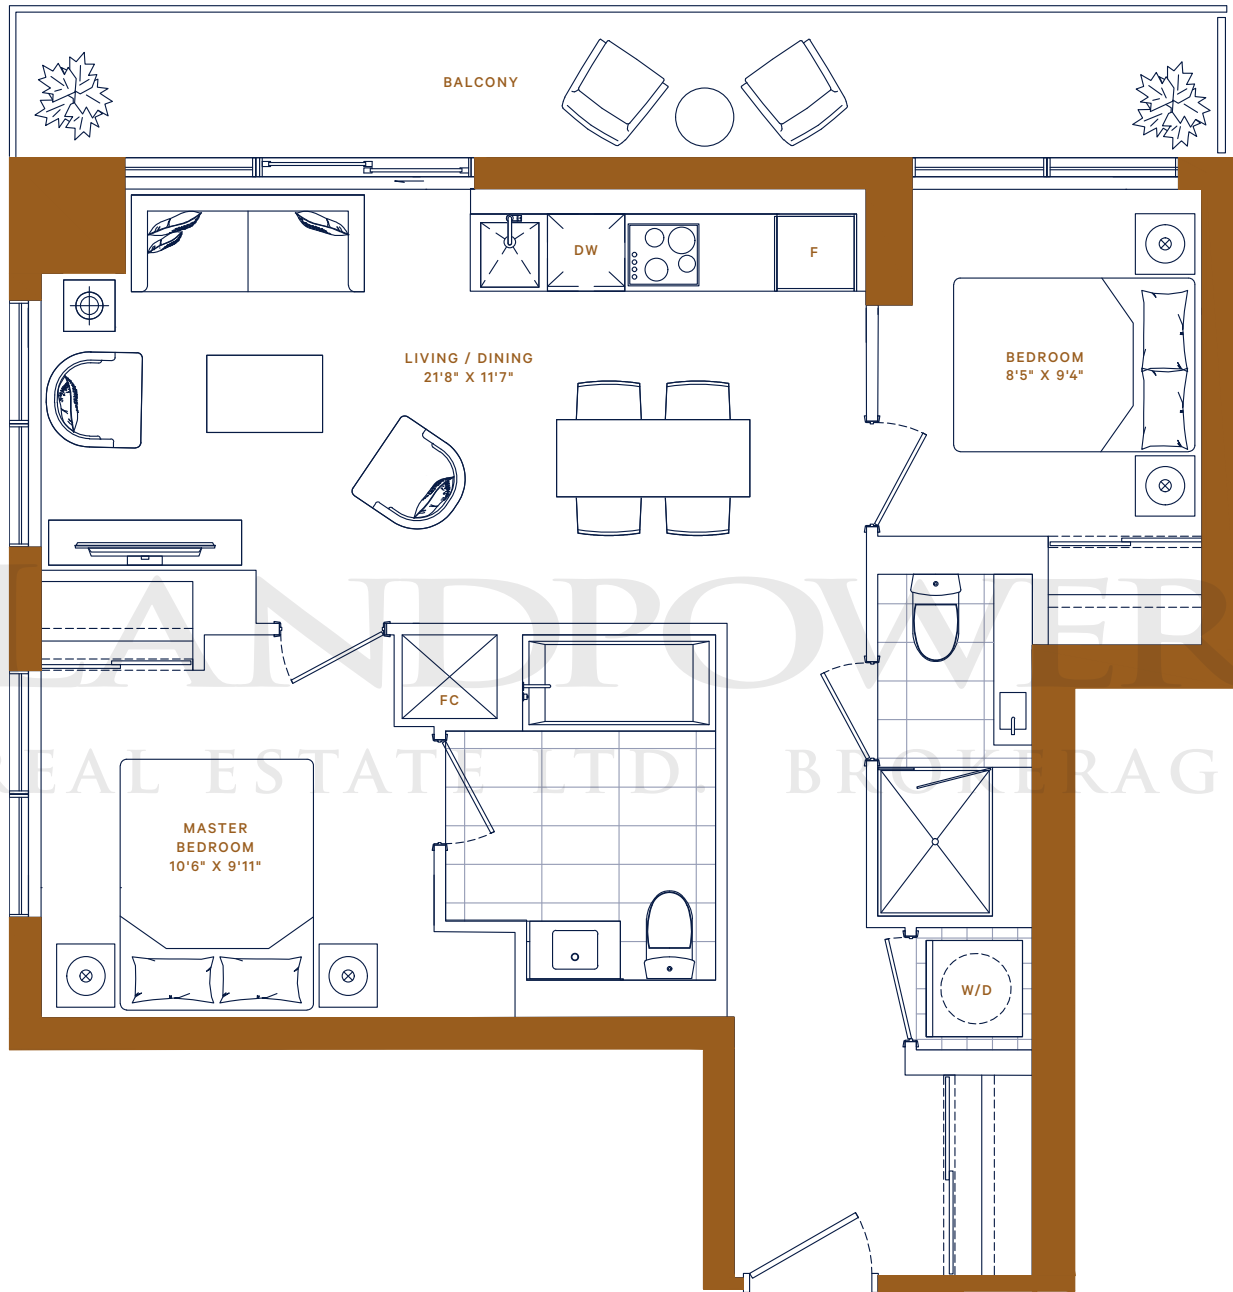 BALCONY
DW
F
LIVING / DINING
21'8" X 11'7"
BEDROOM
8'5" X 9'4"
LANDPOWER
FC
REAL ESTATE LTD. BROKERAG
MASTER
BEDROOM
10'6" X 9'11"
W/D